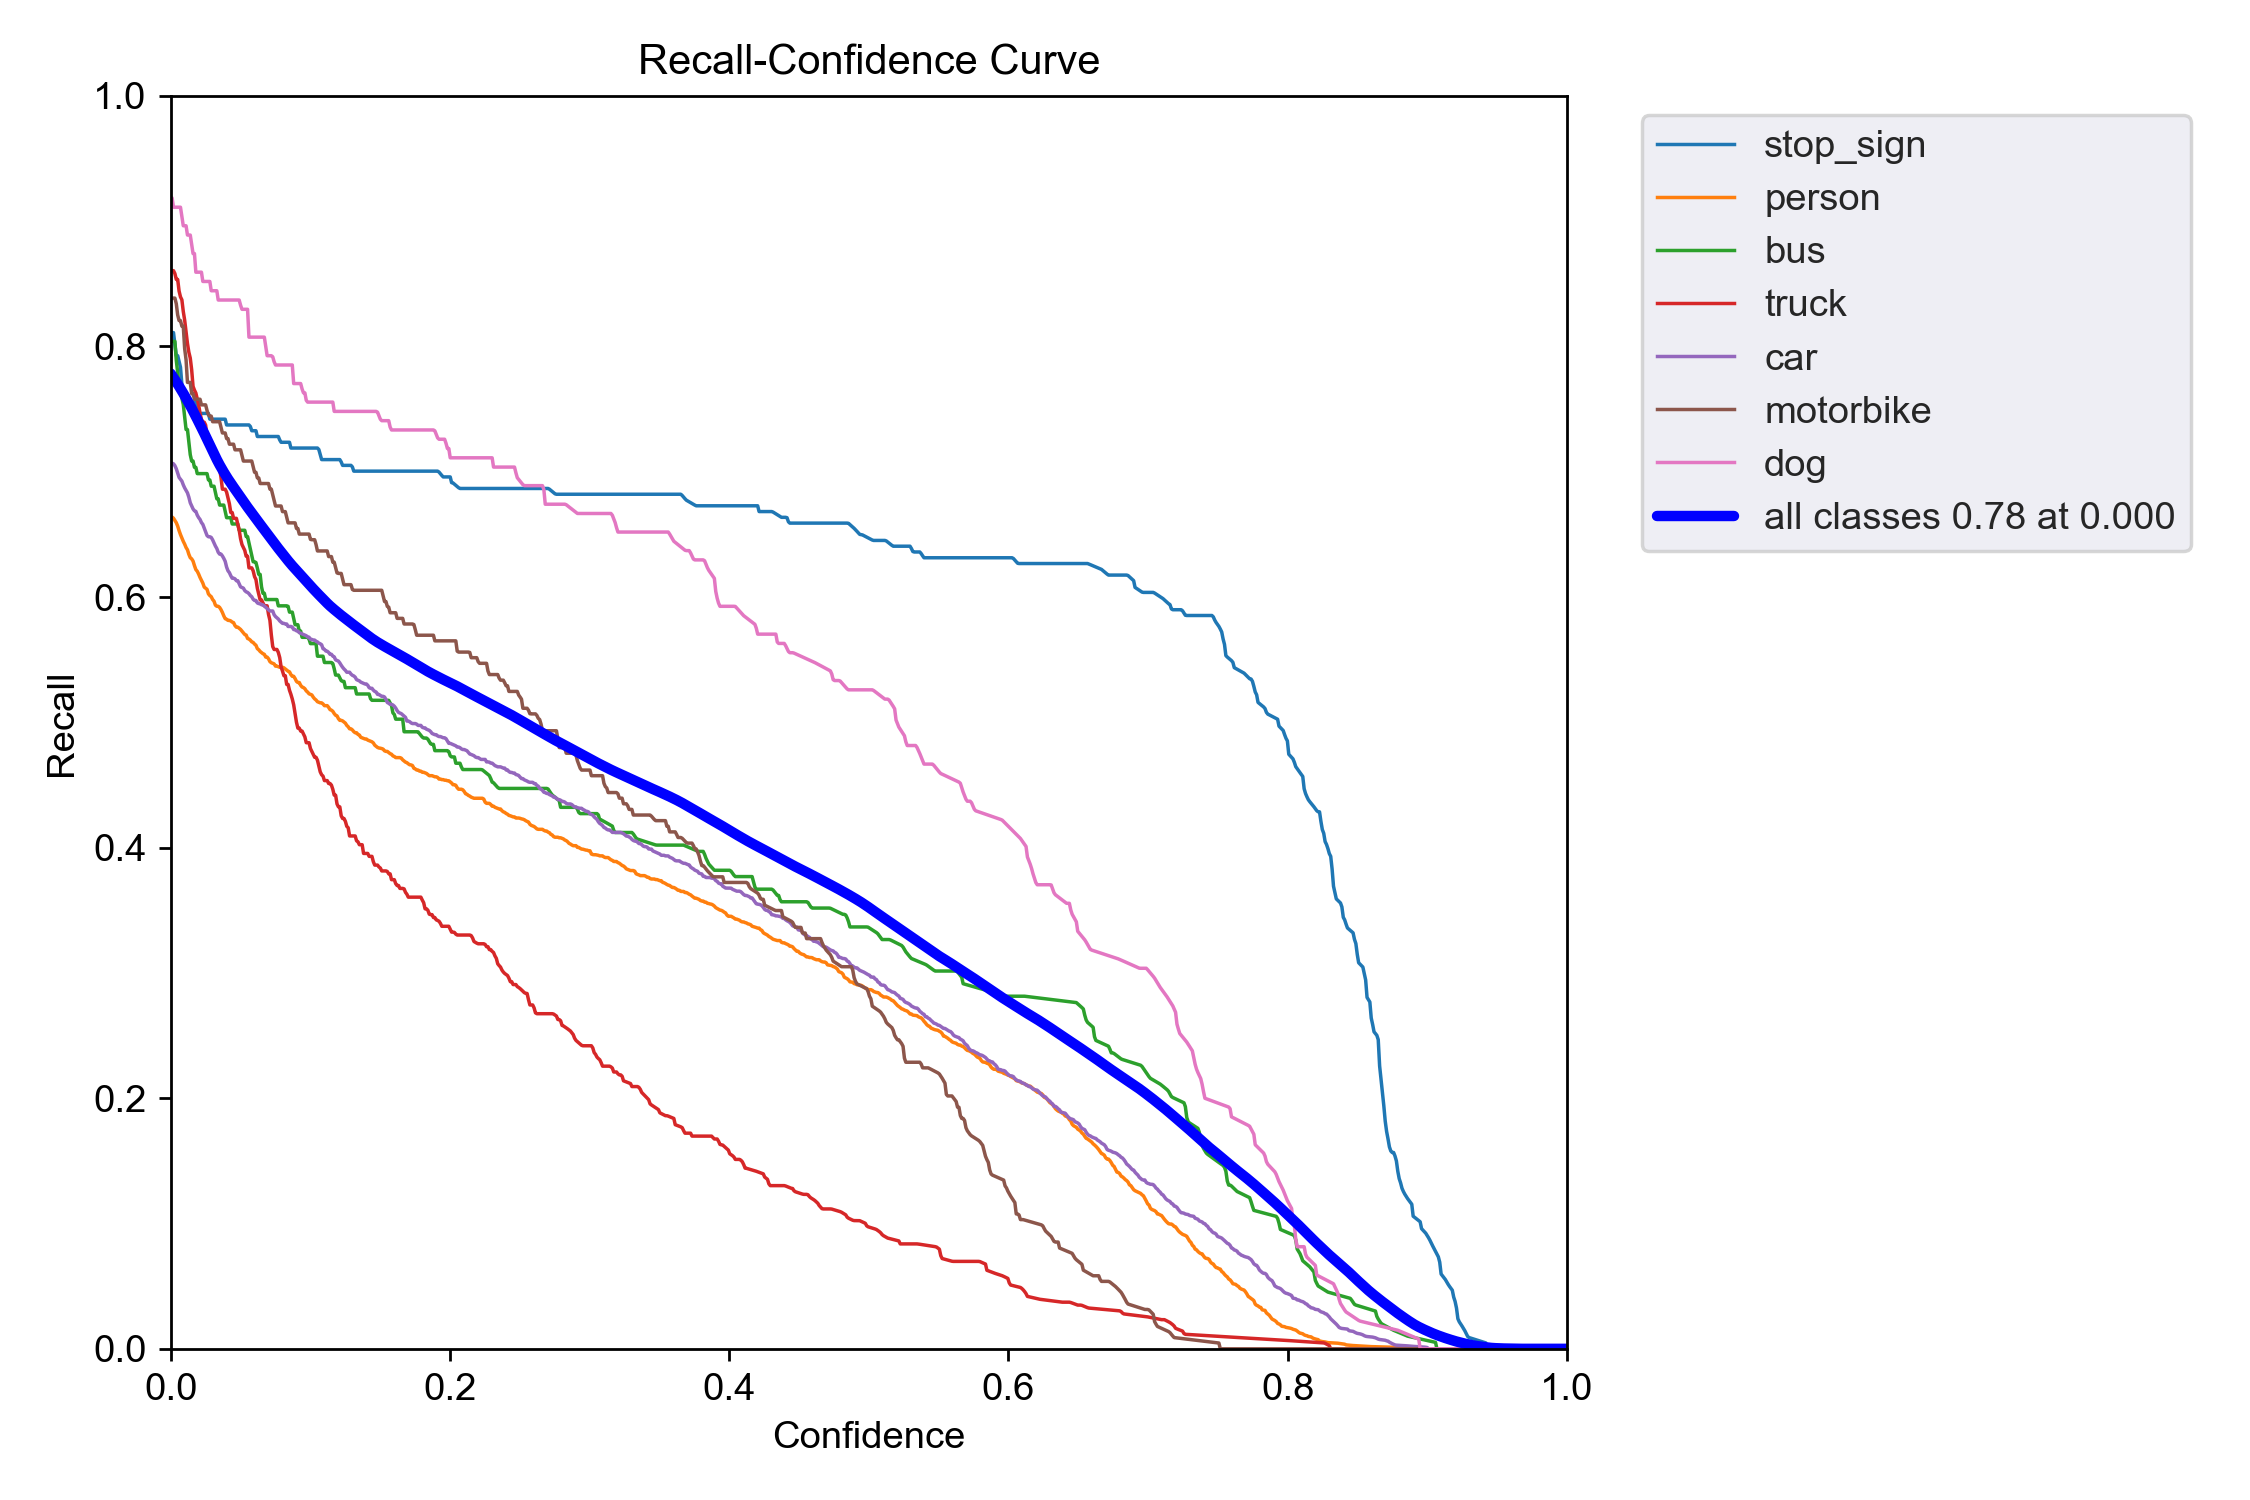 Recall-Confidence Curve
1.0
0.8
0.6
0.4
0.2
0.0
Recall
0.0 0.2 0.4 0.6 0.8 1.0
Confidence
stop_sign
person
bus
truck
car
motorbike
dog
all classes 0.78 at 0.000